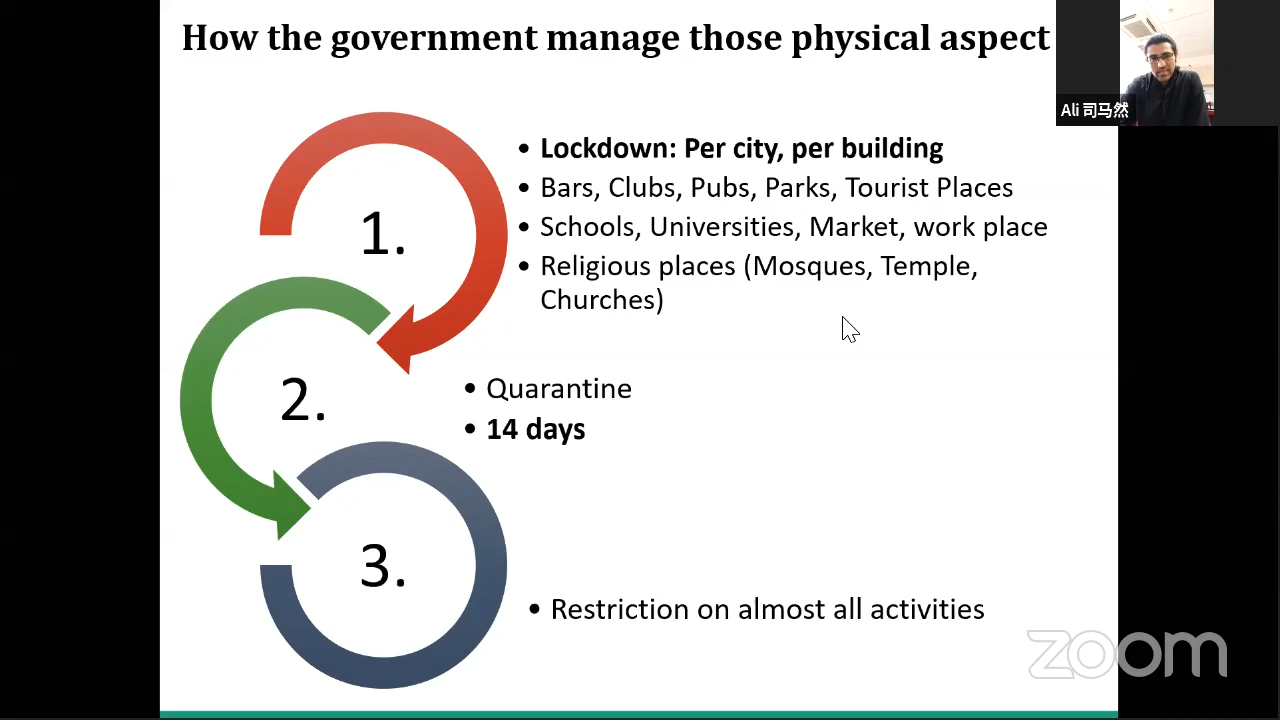 How the government manage those physical aspect
Ali 司马然
1.
• Lockdown: Per city, per building
• Bars, Clubs, Pubs, Parks, Tourist Places
• Schools, Universities, Market, work place
• Religious places (Mosques, Temple,
Churches)
2.
• Quarantine
• 14 days
3.
• Restriction on almost all activities
zoom